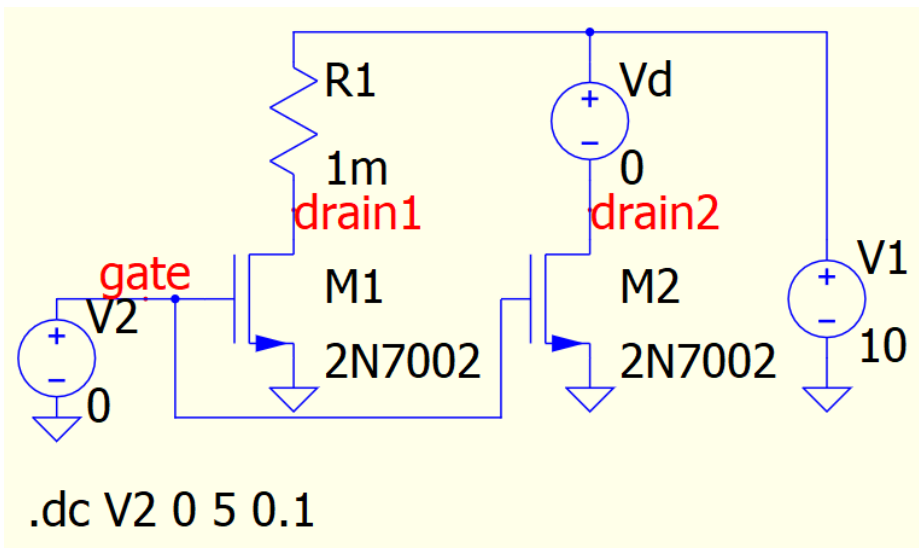 R1
1m
drain1
Vd
+
−
0
drain2
gate
V2
+
−
0
M1
2N7002
M2
2N7002
V1
+
−
10
.dc V2 0 5 0.1